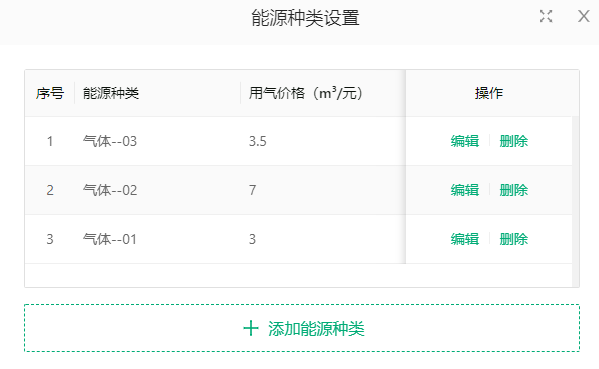 能源种类设置
序号 能源种类 用气价格（m³/元） 操作
1 气体--03 3.5 编辑 删除
2 气体--02 7 编辑 删除
3 气体--01 3 编辑 删除
添加能源种类